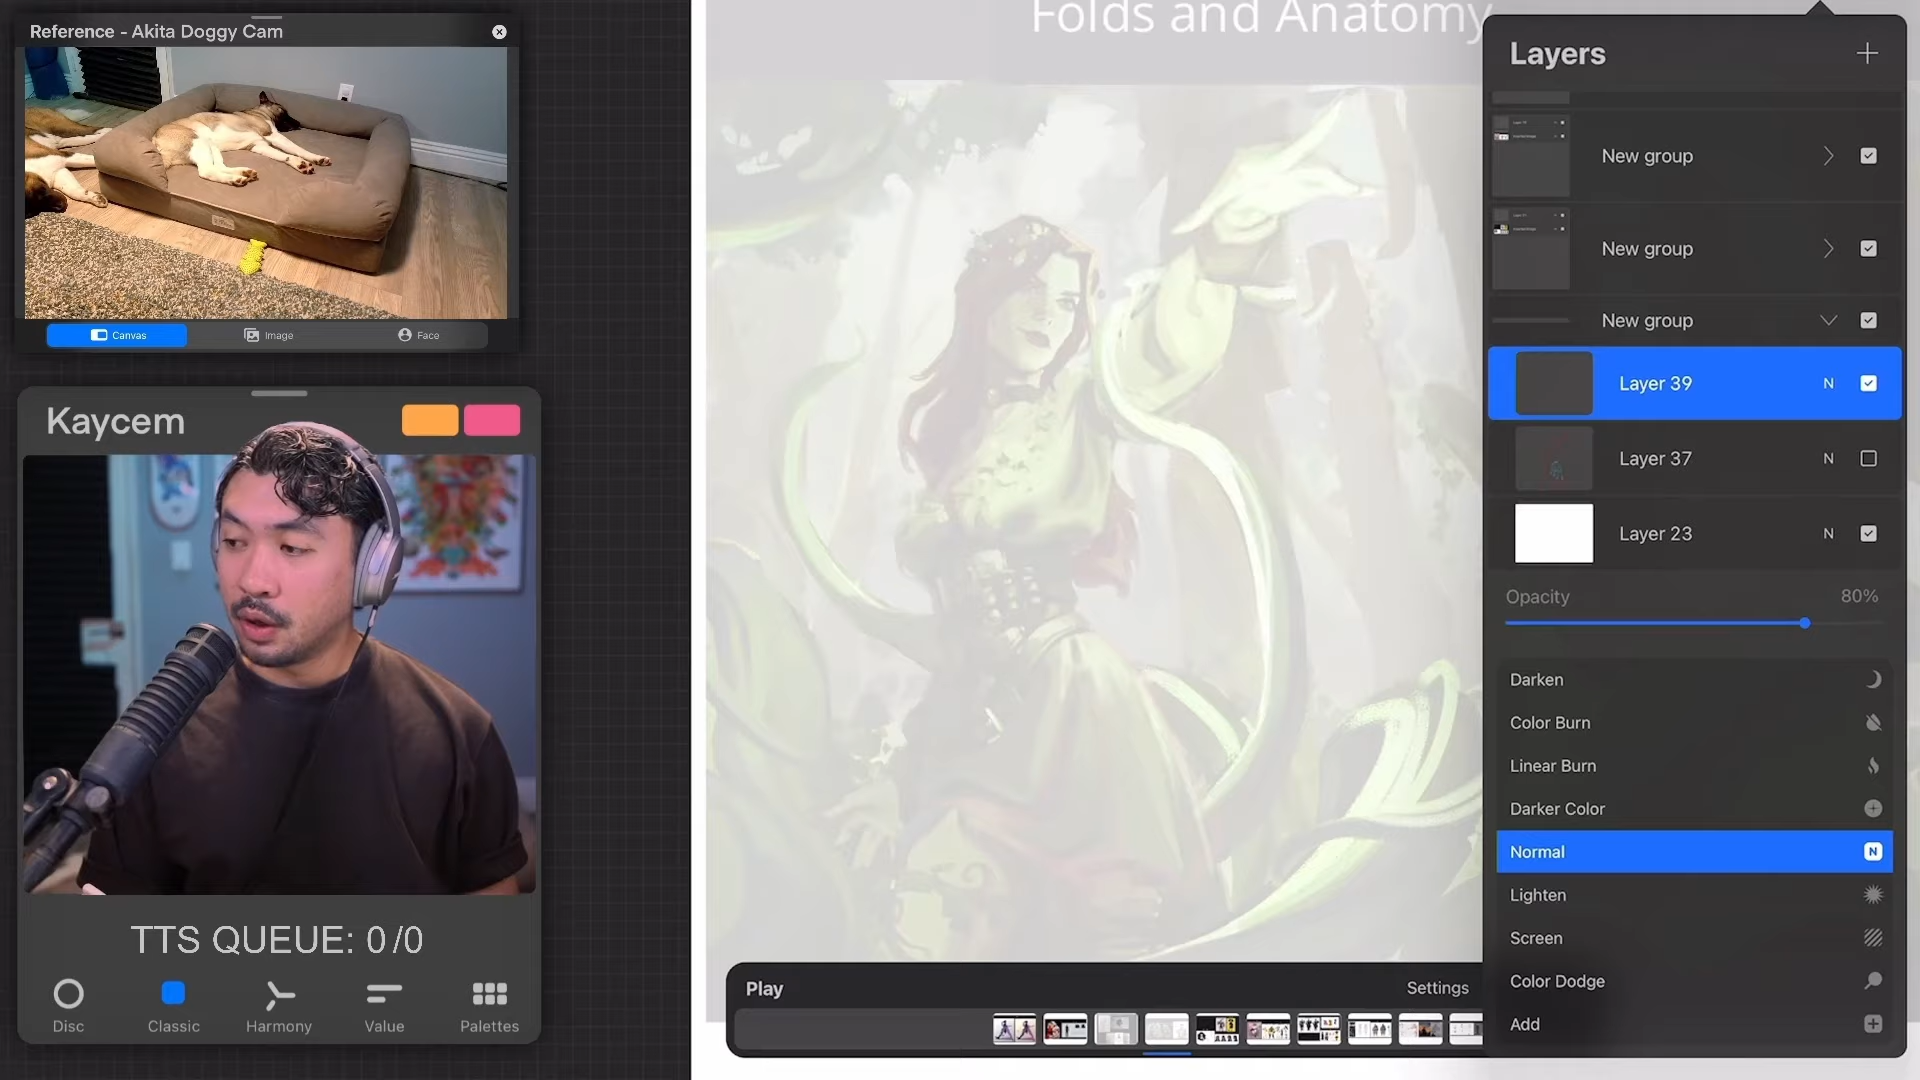 Reference - Akita Doggy Cam
Canvas
Image
Face
Kaycem
TTS QUEUE: 0/0
Disc
Classic
Harmony
Value
Palettes
Folds and Anatomy
Play
Settings
Layers
New group
New group
New group
Layer 39 N
Layer 37 N
Layer 23 N
Opacity 80%
Darken
Color Burn
Linear Burn
Darker Color
Normal N
Lighten
Screen
Color Dodge
Add